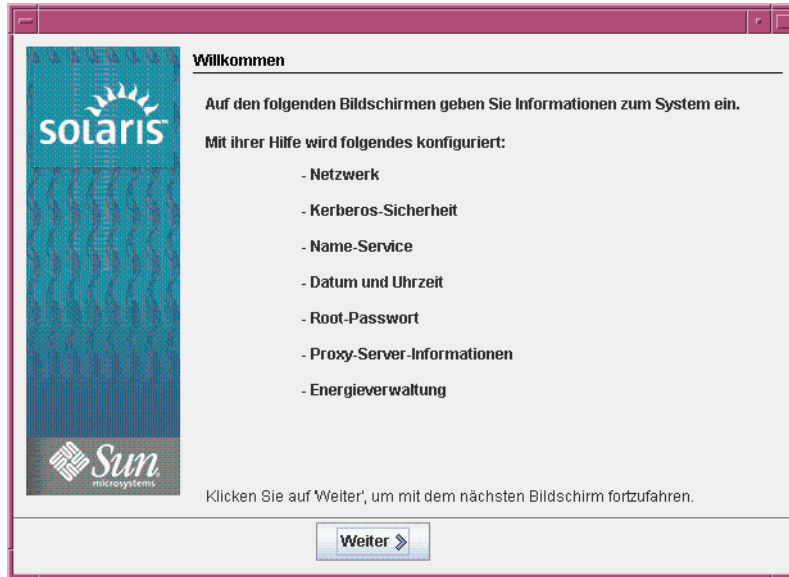 Willkommen
solaris
Auf den folgenden Bildschirmen geben Sie Informationen zum System ein.
Mit ihrer Hilfe wird folgendes konfiguriert:
- Netzwerk
- Kerberos-Sicherheit
- Name-Service
- Datum und Uhrzeit
- Root-Passwort
- Proxy-Server-Informationen
- Energieverwaltung
Sun
microsystems
Klicken Sie auf 'Weiter', um mit dem nächsten Bildschirm fortzufahren.
Weiter